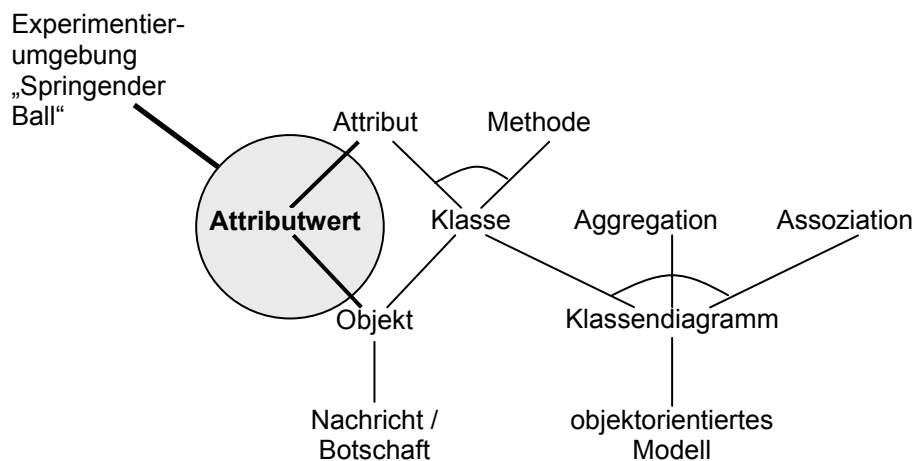 Experimentier-
umgebung
„Springender
Ball“
Attribut
Methode
Attributwert
Klasse
Aggregation
Assoziation
Objekt
Klassendiagramm
Nachricht /
Botschaft
objektorientiertes
Modell